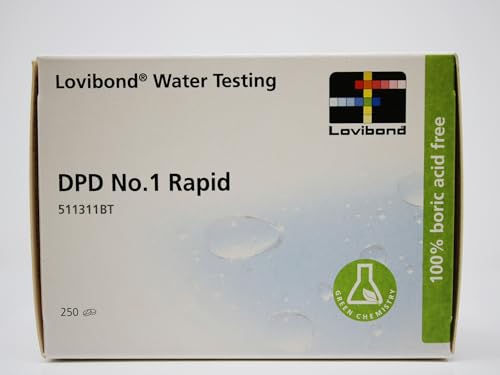 Lovibond® Water Testing
Lovibond
DPD No.1 Rapid
511311BT
250
GREEN CHEMISTRY
100% boric acid free